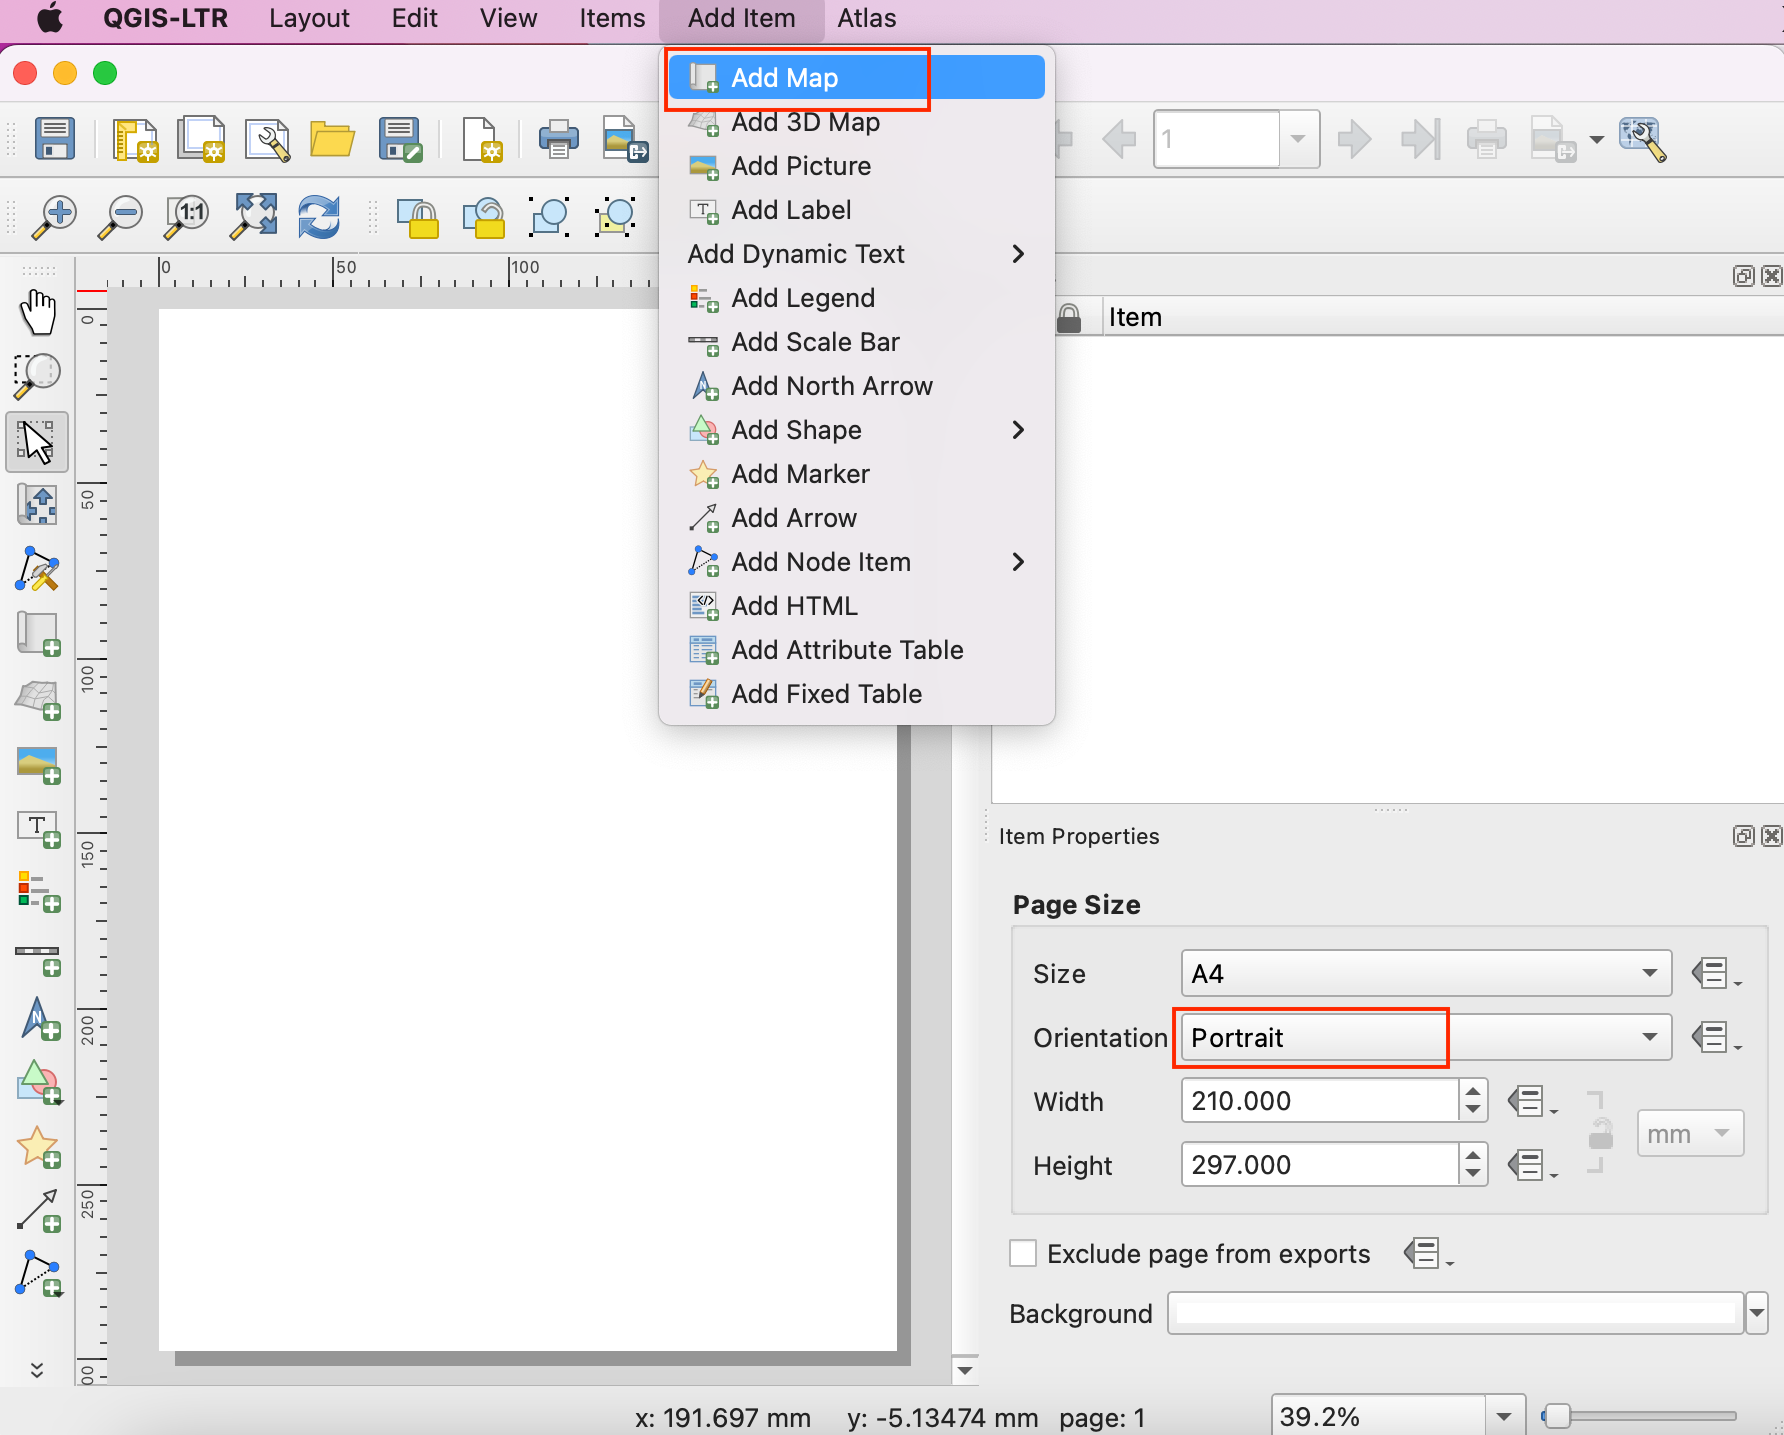 QGIS-LTR Layout Edit View Items Add Item Atlas
Add Map
Add 3D Map
1
Add Picture
Add Label
1:1
Add Dynamic Text
0 50 100
Add Legend
Item
Add Scale Bar
Add North Arrow
Add Shape
Add Marker
Add Arrow
Add Node Item
Add HTML
Add Attribute Table
Add Fixed Table
0
50
100
150
200
250
00
Item Properties
Page Size
Size A4
Orientation Portrait
Width 210.000
mm
Height 297.000
Exclude page from exports
Background
x: 191.697 mm y: -5.13474 mm page: 1 39.2%